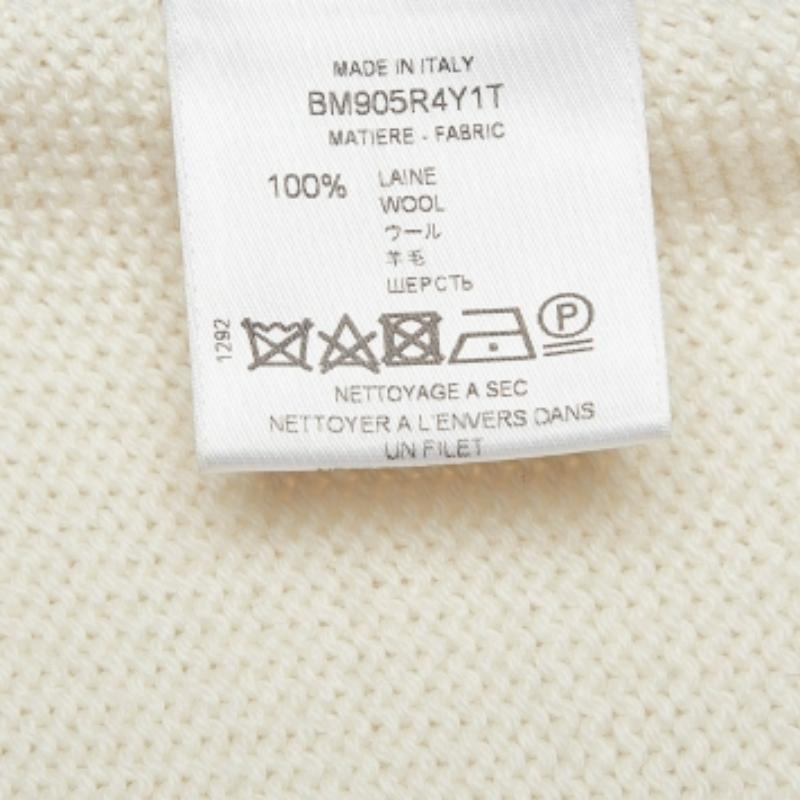 MADE IN ITALY
BM905R4Y1T
MATIERE - FABRIC
100% LAINE
WOOL
ウール
羊毛
ШЕРСТЬ
1292
P
NETTOYAGE A SEC
NETTOYER A L'ENVERS DANS
UN FILET